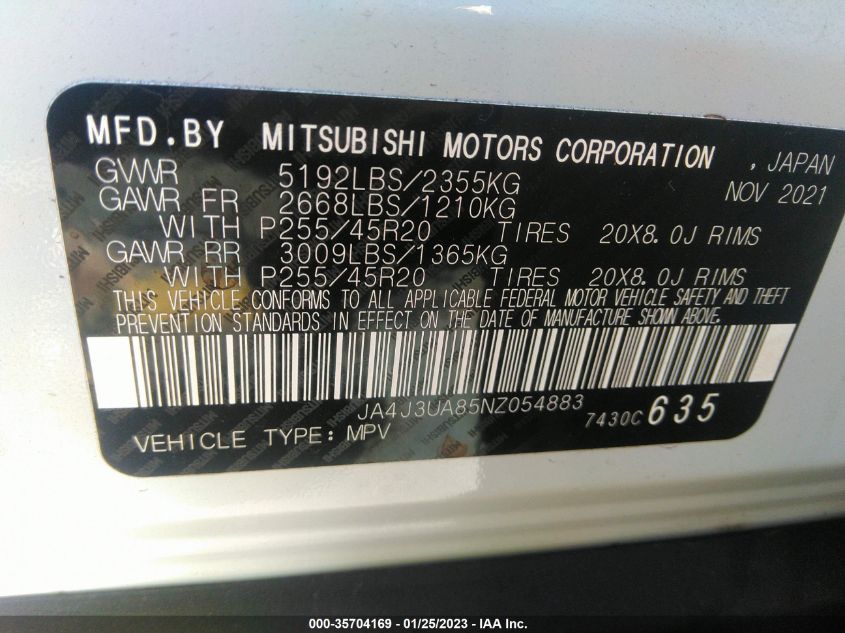 MFD.BY MITSUBISHI MOTORS CORPORATION , JAPAN
GVWR 5192LBS/2355KG NOV 2021
GAWR FR 2668LBS/1210KG
WITH P255/45R20 TIRES 20X8.0J RIMS
GAWR RR 3009LBS/1365KG
WITH P255/45R20 TIRES 20X8.0J RIMS
THIS VEHICLE CONFORMS TO ALL APPLICABLE FEDERAL MOTOR VEHICLE SAFETY AND THEFT
PREVENTION STANDARDS IN EFFECT ON THE DATE OF MANUFACTURE SHOWN ABOVE.
JA4J3UA85NZ054883
VEHICLE TYPE: MPV 7430C 635
000-35704169 - 01/25/2023 - IAA Inc.